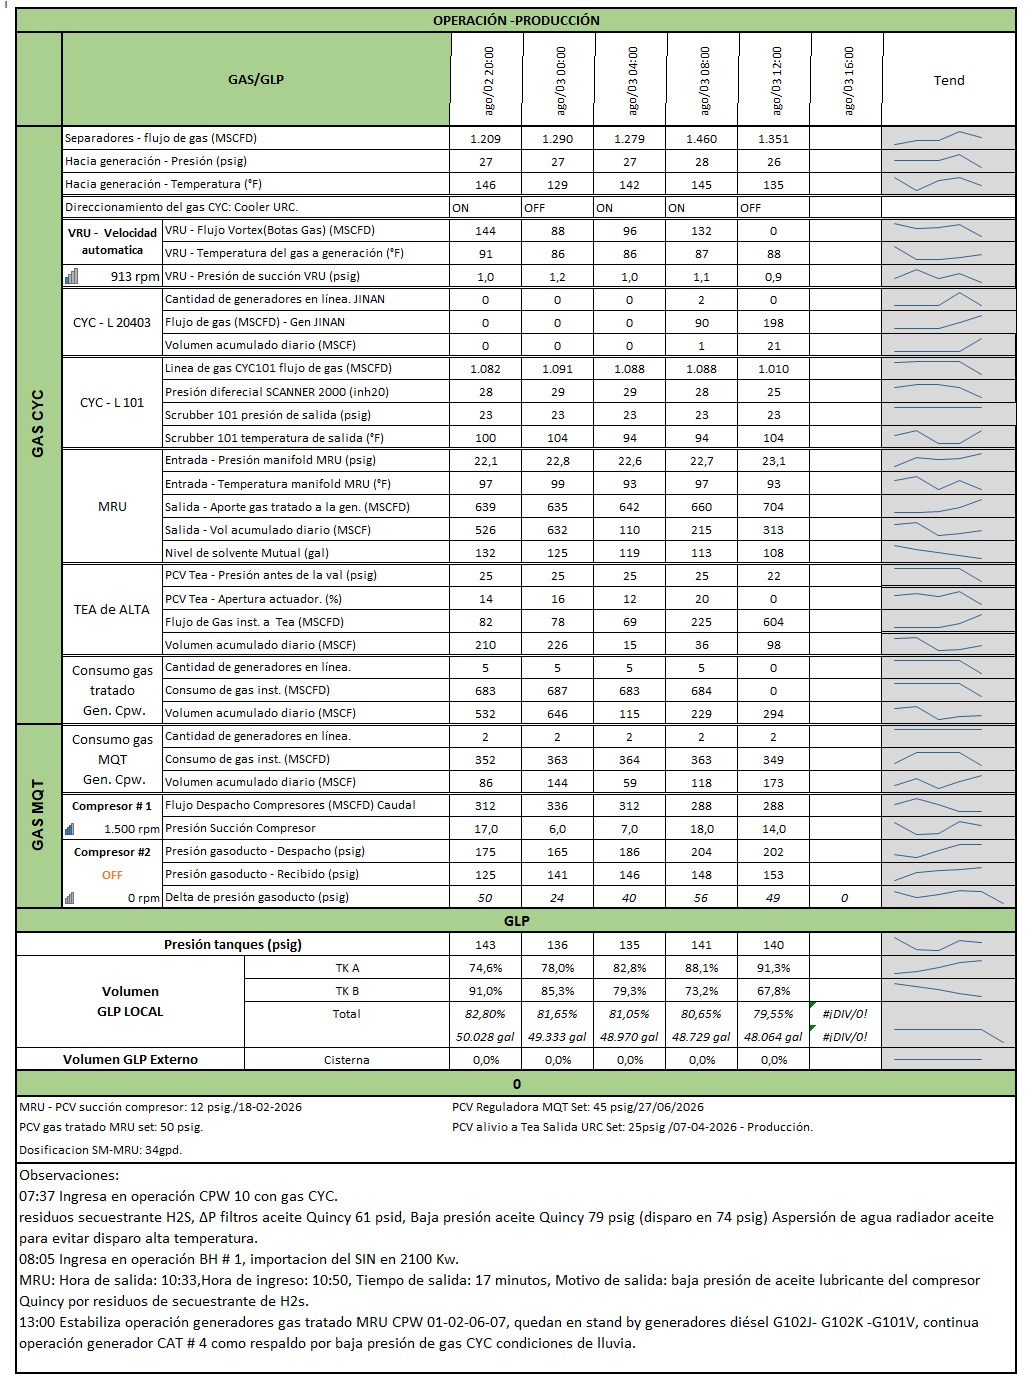 OPERACIÓN -PRODUCCIÓN
GAS/GLP ago/02 20:00 ago/03 00:00 ago/03 04:00 ago/03 08:00 ago/03 12:00 ago/03 16:00 Tend
GAS CYC
Separadores - flujo de gas (MSCFD) 1.209 1.290 1.279 1.460 1.351
Hacia generación - Presión (psig) 27 27 27 28 26
Hacia generación - Temperatura (°F) 146 129 142 145 135
Direccionamiento del gas CYC: Cooler URC. ON OFF ON ON OFF
VRU - Velocidad automatica
913 rpm
VRU - Flujo Vortex(Botas Gas) (MSCFD) 144 88 96 132 0
VRU - Temperatura del gas a generación (°F) 91 86 86 87 88
VRU - Presión de succión VRU (psig) 1,0 1,2 1,0 1,1 0,9
CYC - L 20403
Cantidad de generadores en línea. JINAN 0 0 0 2 0
Flujo de gas (MSCFD) - Gen JINAN 0 0 0 90 198
Volumen acumulado diario (MSCF) 0 0 0 1 21
CYC - L 101
Linea de gas CYC101 flujo de gas (MSCFD) 1.082 1.091 1.088 1.088 1.010
Presión diferecial SCANNER 2000 (inh20) 28 29 29 28 25
Scrubber 101 presión de salida (psig) 23 23 23 23 23
Scrubber 101 temperatura de salida (°F) 100 104 94 94 104
MRU
Entrada - Presión manifold MRU (psig) 22,1 22,8 22,6 22,7 23,1
Entrada - Temperatura manifold MRU (°F) 97 99 93 97 93
Salida - Aporte gas tratado a la gen. (MSCFD) 639 635 642 660 704
Salida - Vol acumulado diario (MSCF) 526 632 110 215 313
Nivel de solvente Mutual (gal) 132 125 119 113 108
TEA de ALTA
PCV Tea - Presión antes de la val (psig) 25 25 25 25 22
PCV Tea - Apertura actuador. (%) 14 16 12 20 0
Flujo de Gas inst. a Tea (MSCFD) 82 78 69 225 604
Volumen acumulado diario (MSCF) 210 226 15 36 98
Consumo gas tratado Gen. Cpw.
Cantidad de generadores en línea. 5 5 5 5 0
Consumo de gas inst. (MSCFD) 683 687 683 684 0
Volumen acumulado diario (MSCF) 532 646 115 229 294
GAS MQT
Consumo gas MQT Gen. Cpw.
Cantidad de generadores en línea. 2 2 2 2 2
Consumo de gas inst. (MSCFD) 352 363 364 363 349
Volumen acumulado diario (MSCF) 86 144 59 118 173
Compresor # 1
1.500 rpm
Flujo Despacho Compresores (MSCFD) Caudal 312 336 312 288 288
Presión Succión Compresor 17,0 6,0 7,0 18,0 14,0
Compresor #2
OFF
0 rpm
Presión gasoducto - Despacho (psig) 175 165 186 204 202
Presión gasoducto - Recibido (psig) 125 141 146 148 153
Delta de presión gasoducto (psig) 50 24 40 56 49 0
GLP
Presión tanques (psig) 143 136 135 141 140
Volumen GLP LOCAL
TK A 74,6% 78,0% 82,8% 88,1% 91,3%
TK B 91,0% 85,3% 79,3% 73,2% 67,8%
Total 82,80% 81,65% 81,05% 80,65% 79,55% #¡DIV/0!
50.028 gal 49.333 gal 48.970 gal 48.729 gal 48.064 gal #¡DIV/0!
Volumen GLP Externo Cisterna 0,0% 0,0% 0,0% 0,0% 0,0%
0
MRU - PCV succión compresor: 12 psig./18-02-2026 PCV Reguladora MQT Set: 45 psig/27/06/2026
PCV gas tratado MRU set: 50 psig. PCV alivio a Tea Salida URC Set: 25psig /07-04-2026 - Producción.
Dosificacion SM-MRU: 34gpd.
Observaciones:
07:37 Ingresa en operación CPW 10 con gas CYC.
residuos secuestrante H2S, ΔP filtros aceite Quincy 61 psid, Baja presión aceite Quincy 79 psig (disparo en 74 psig) Aspersión de agua radiador aceite
para evitar disparo alta temperatura.
08:05 Ingresa en operación BH # 1, importacion del SIN en 2100 Kw.
MRU: Hora de salida: 10:33,Hora de ingreso: 10:50, Tiempo de salida: 17 minutos, Motivo de salida: baja presión de aceite lubricante del compresor
Quincy por residuos de secuestrante de H2s.
13:00 Estabiliza operación generadores gas tratado MRU CPW 01-02-06-07, quedan en stand by generadores diésel G102J- G102K -G101V, continua
operación generador CAT # 4 como respaldo por baja presión de gas CYC condiciones de lluvia.